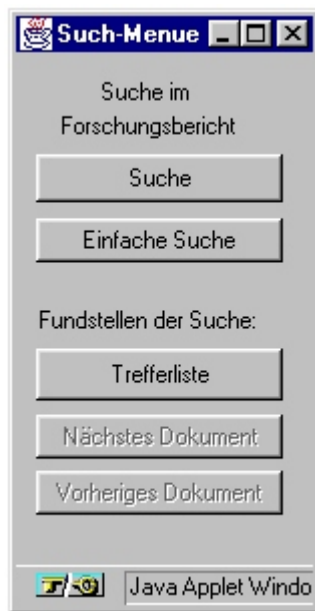 Such-Menue
Suche im
Forschungsbericht
Suche
Einfache Suche
Fundstellen der Suche:
Trefferliste
Nächstes Dokument
Vorheriges Dokument
Java Applet Windo